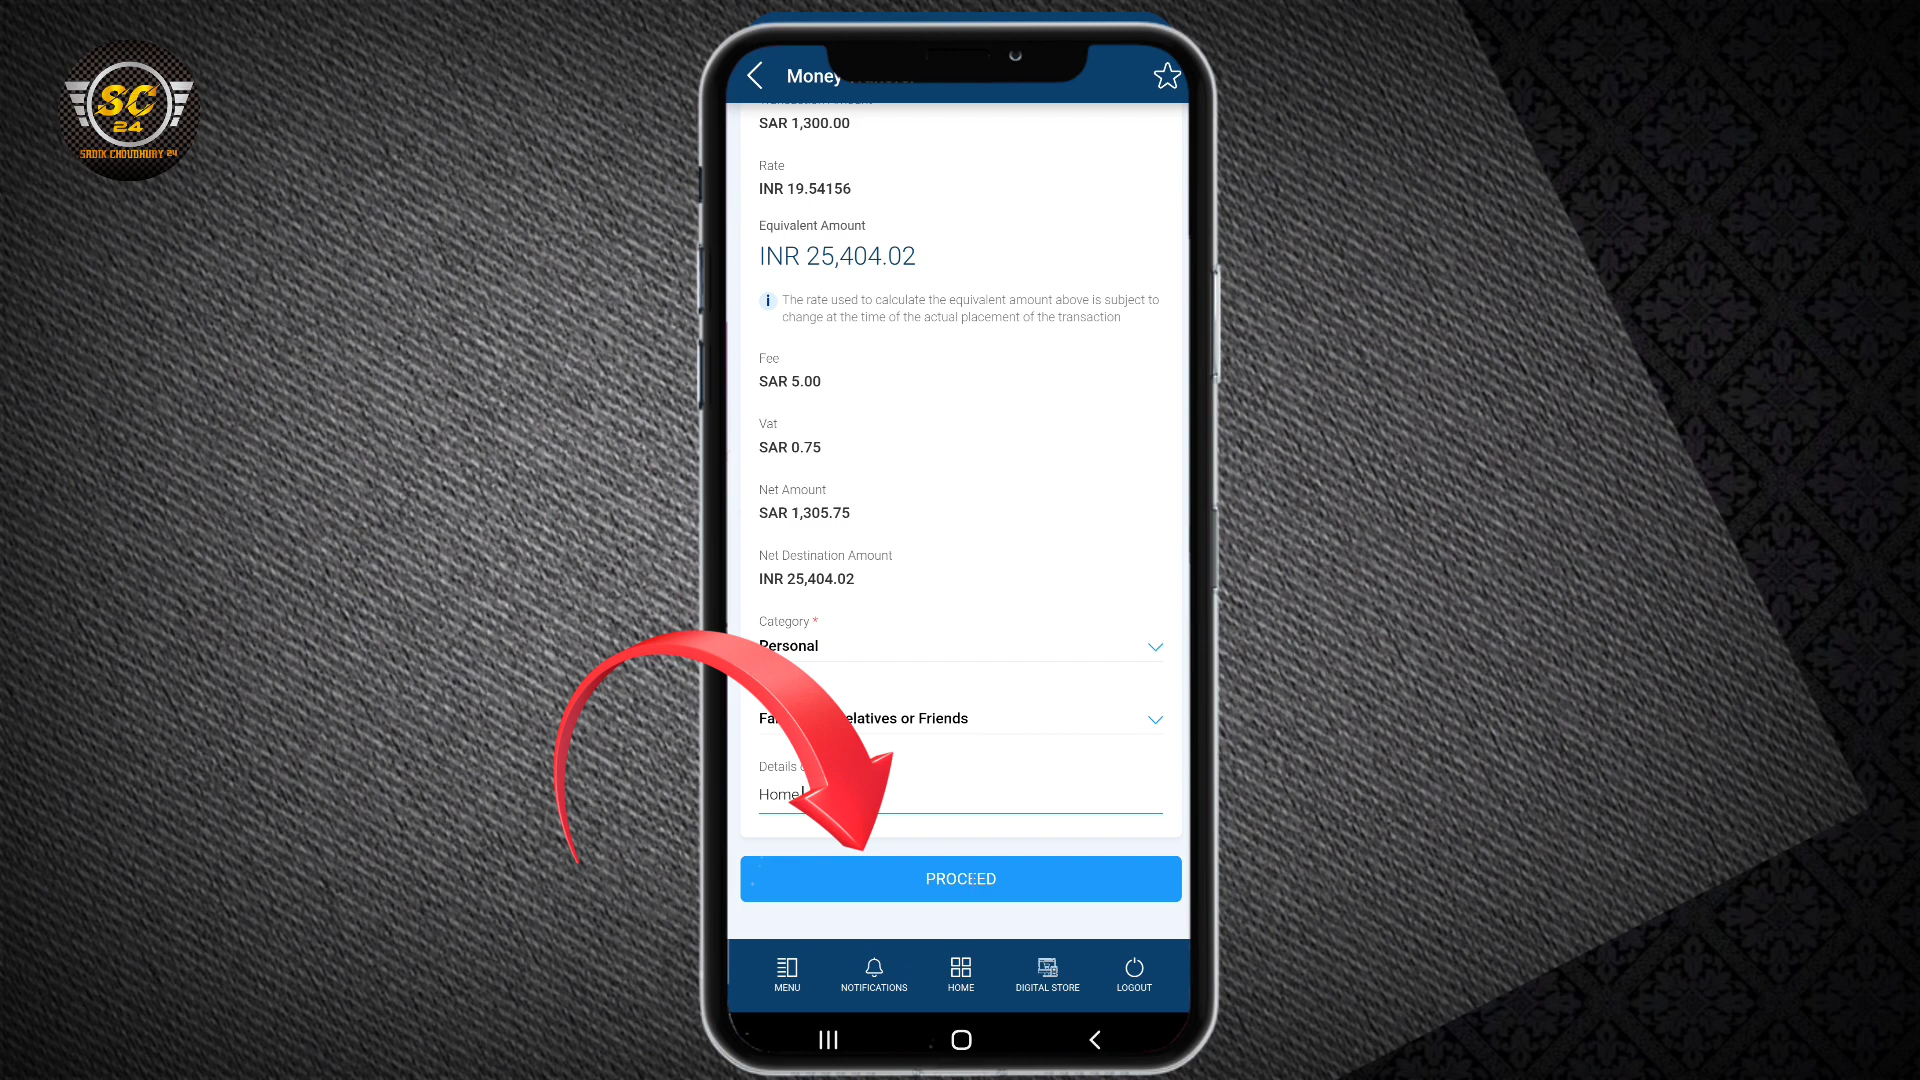 SC
24
SADIK CHOUDHURY 24
Money
SAR 1,300.00
Rate
INR 19.54156
Equivalent Amount
INR 25,404.02
The rate used to calculate the equivalent amount above is subject to
change at the time of the actual placement of the transaction
Fee
SAR 5.00
Vat
SAR 0.75
Net Amount
SAR 1,305.75
Net Destination Amount
INR 25,404.02
Category *
Personal
Relatives or Friends
Details
Home
PROCEED
MENU
NOTIFICATIONS
HOME
DIGITAL STORE
LOGOUT